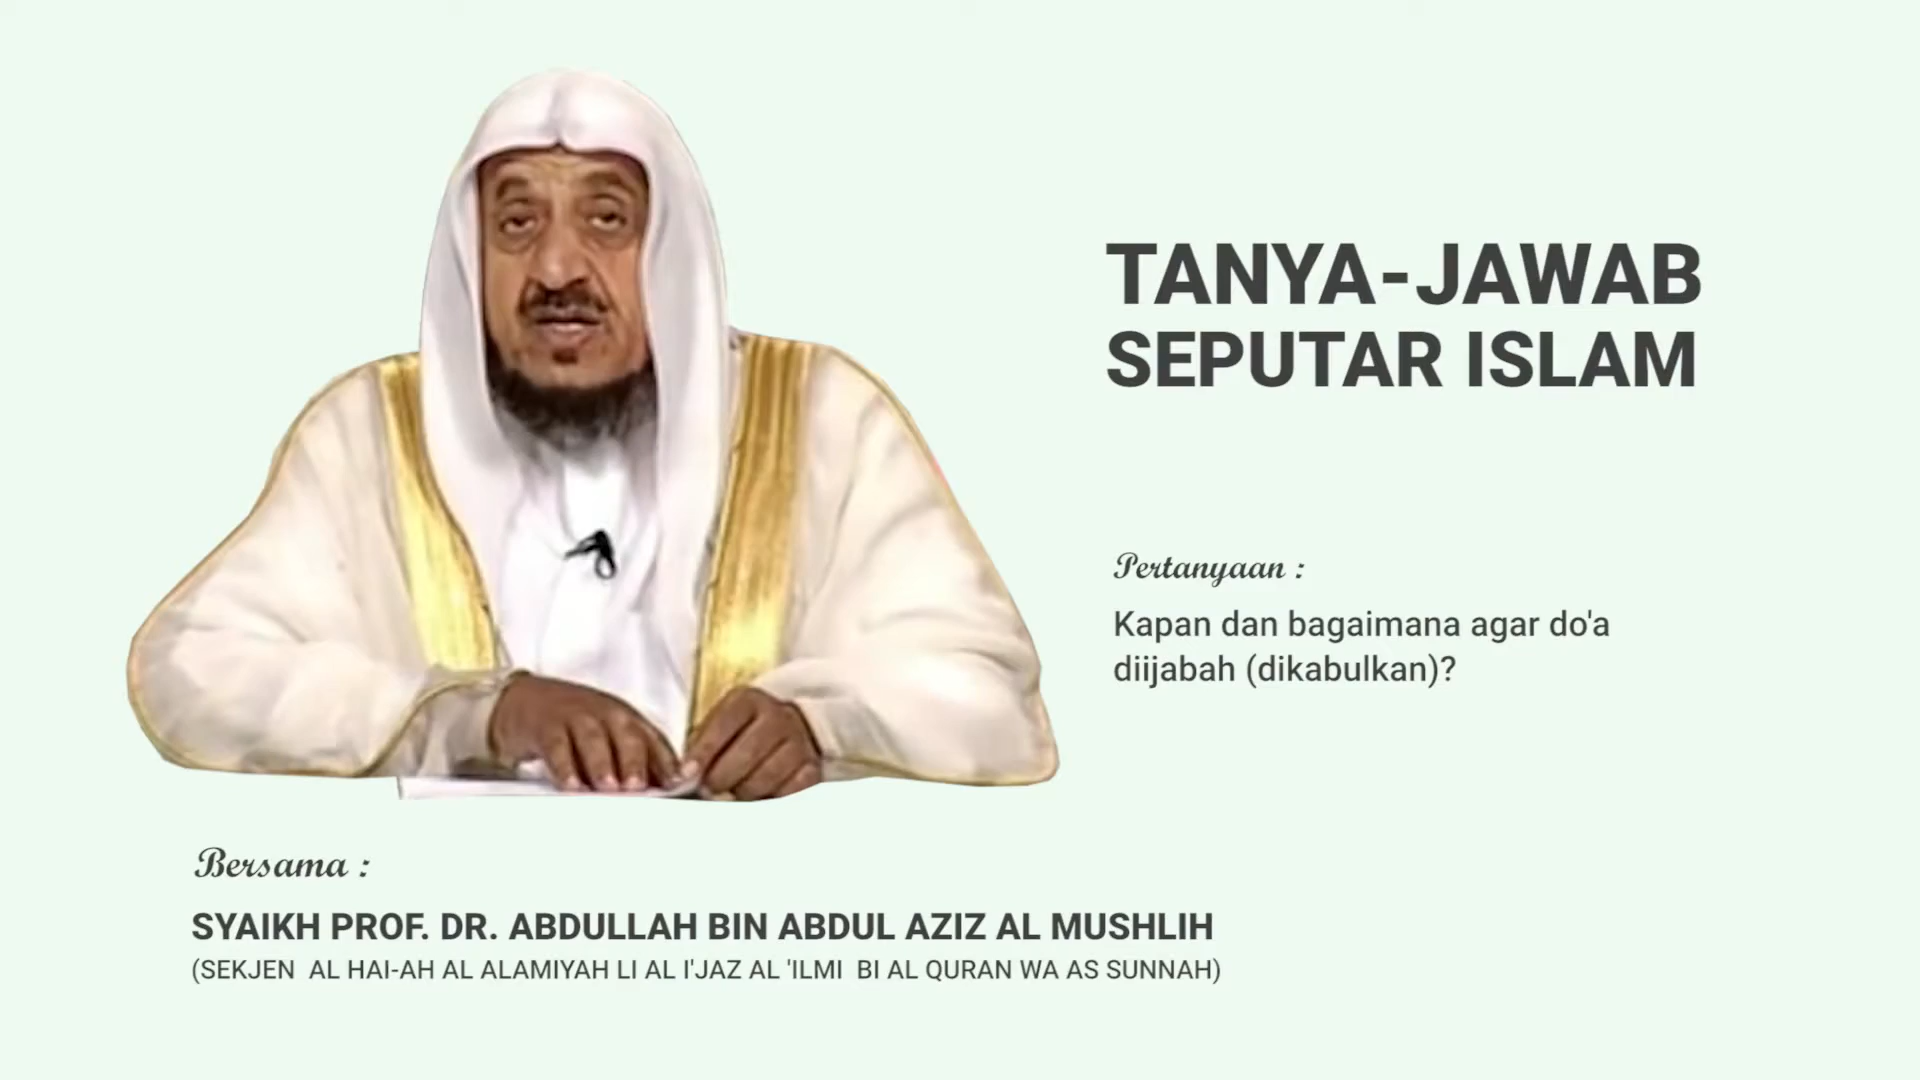 TANYA-JAWAB
SEPUTAR ISLAM
Pertanyaan :
Kapan dan bagaimana agar do'a
diijabah (dikabulkan)?
Bersama :
SYAIKH PROF. DR. ABDULLAH BIN ABDUL AZIZ AL MUSHLIH
(SEKJEN AL HAI-AH AL ALAMIYAH LI AL I'JAZ AL 'ILMI BI AL QURAN WA AS SUNNAH)